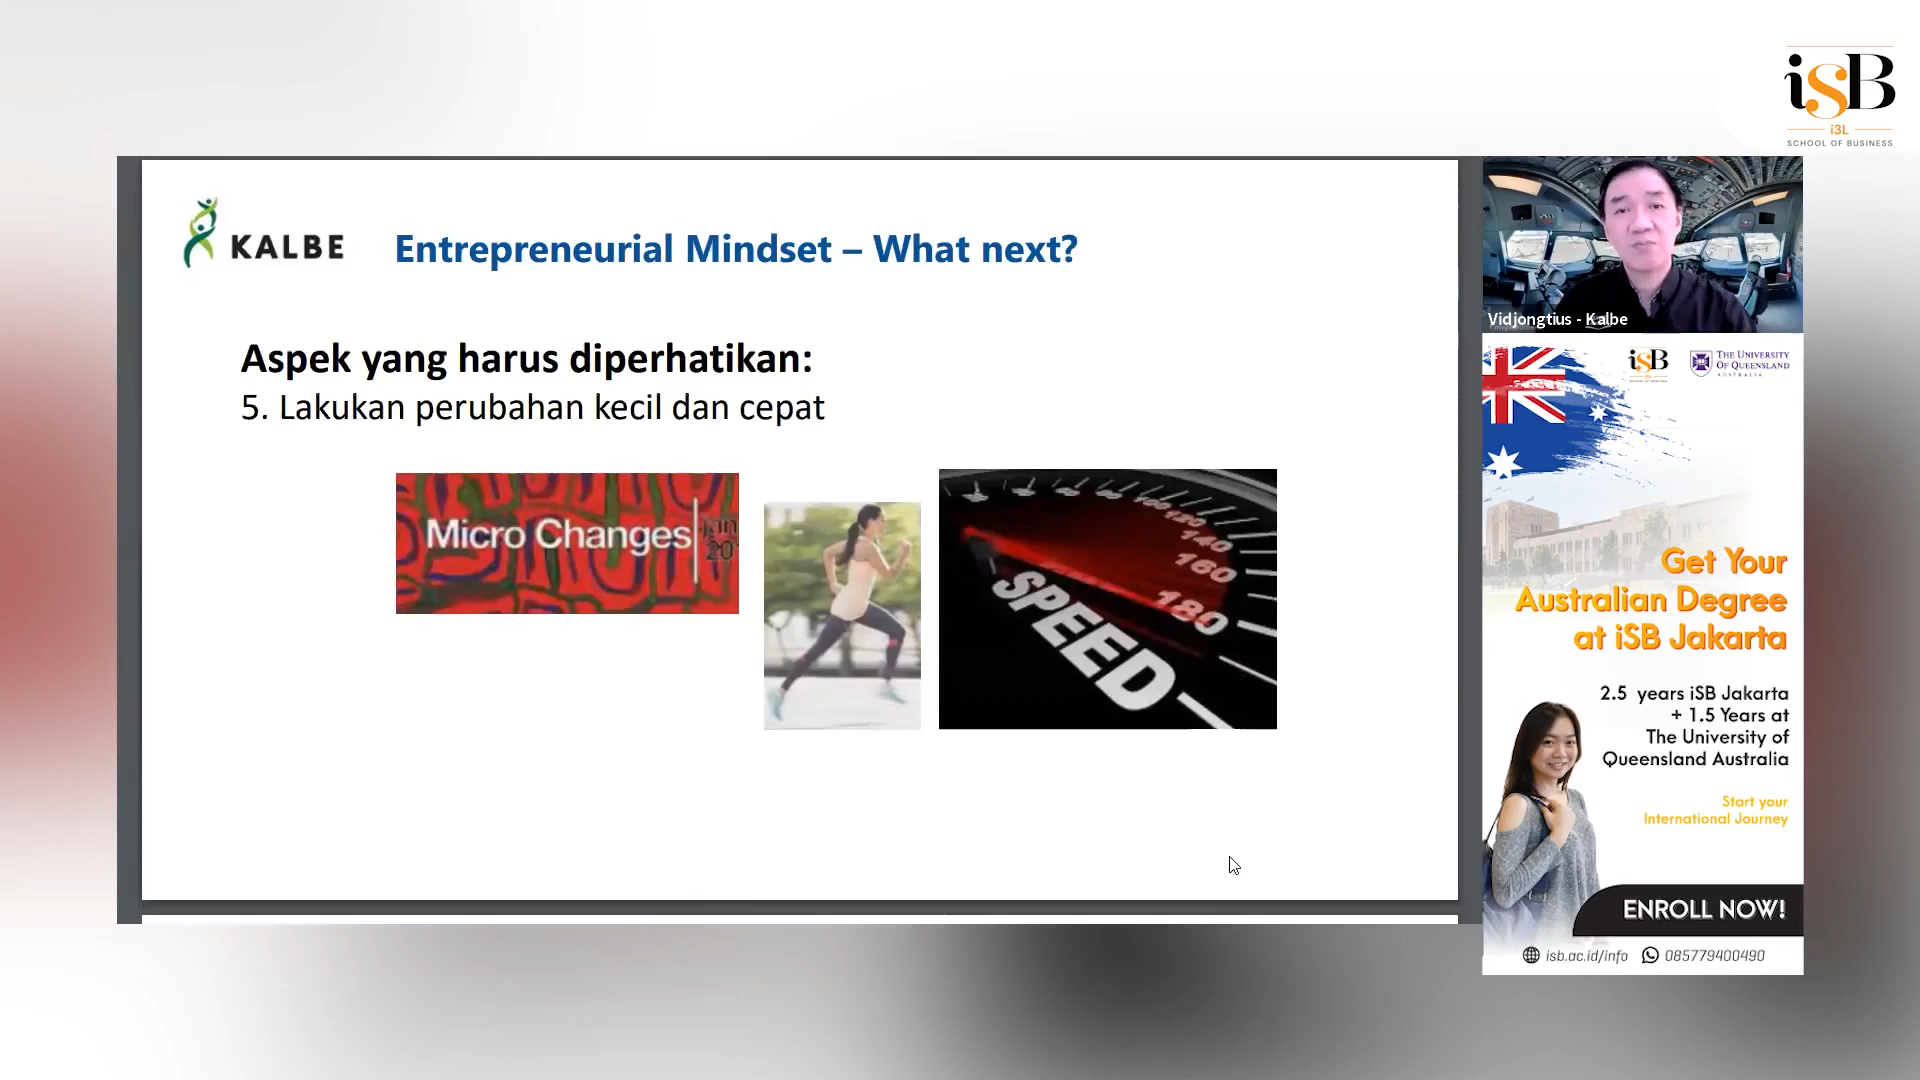 iSB
i3L
SCHOOL OF BUSINESS
KALBE
Entrepreneurial Mindset – What next?
Aspek yang harus diperhatikan:
5. Lakukan perubahan kecil dan cepat
Micro Changes
100
120
140
160
180
SPEED
Vidjongtius - Kalbe
iSB
THE UNIVERSITY
OF QUEENSLAND
AUSTRALIA
Get Your
Australian Degree
at iSB Jakarta
2.5 years iSB Jakarta
+ 1.5 Years at
The University of
Queensland Australia
Start your
International Journey
ENROLL NOW!
isb.ac.id/info 085779400490